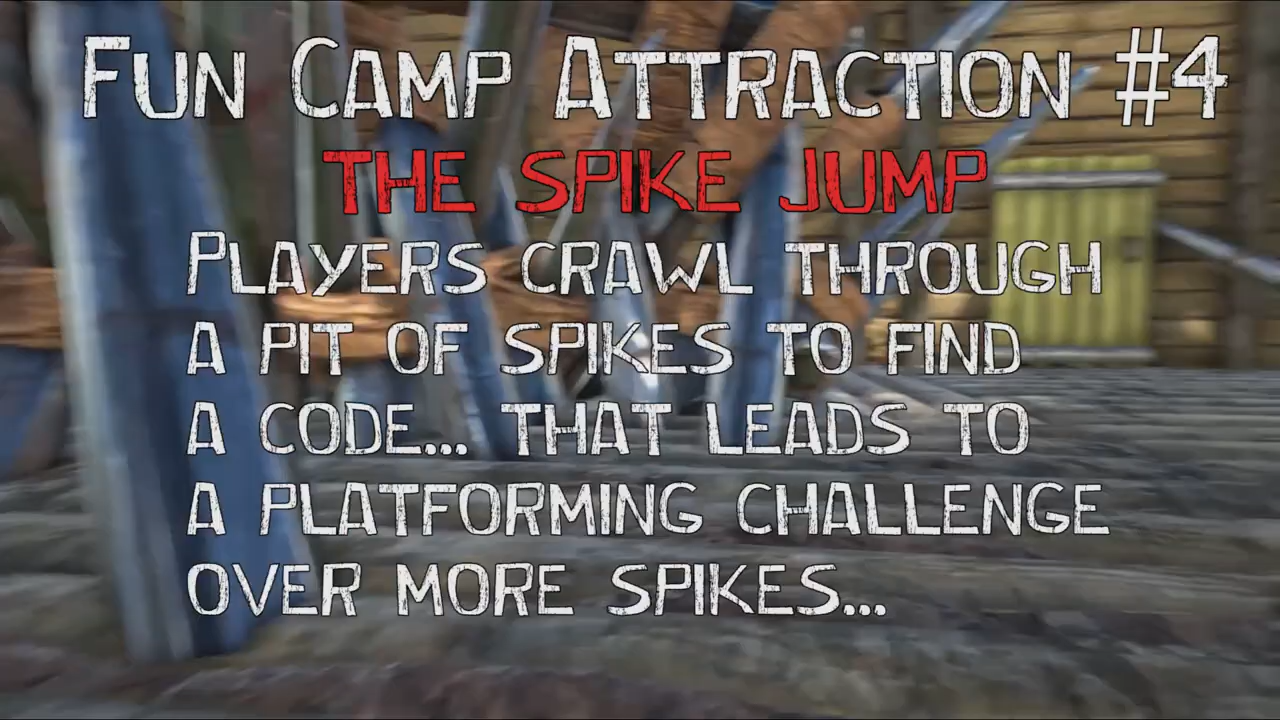 Fun Camp Attraction #4
THE SPIKE JUMP
Players crawl through
a pit of spikes to find
a code... that leads to
a platforming challenge
over more spikes...